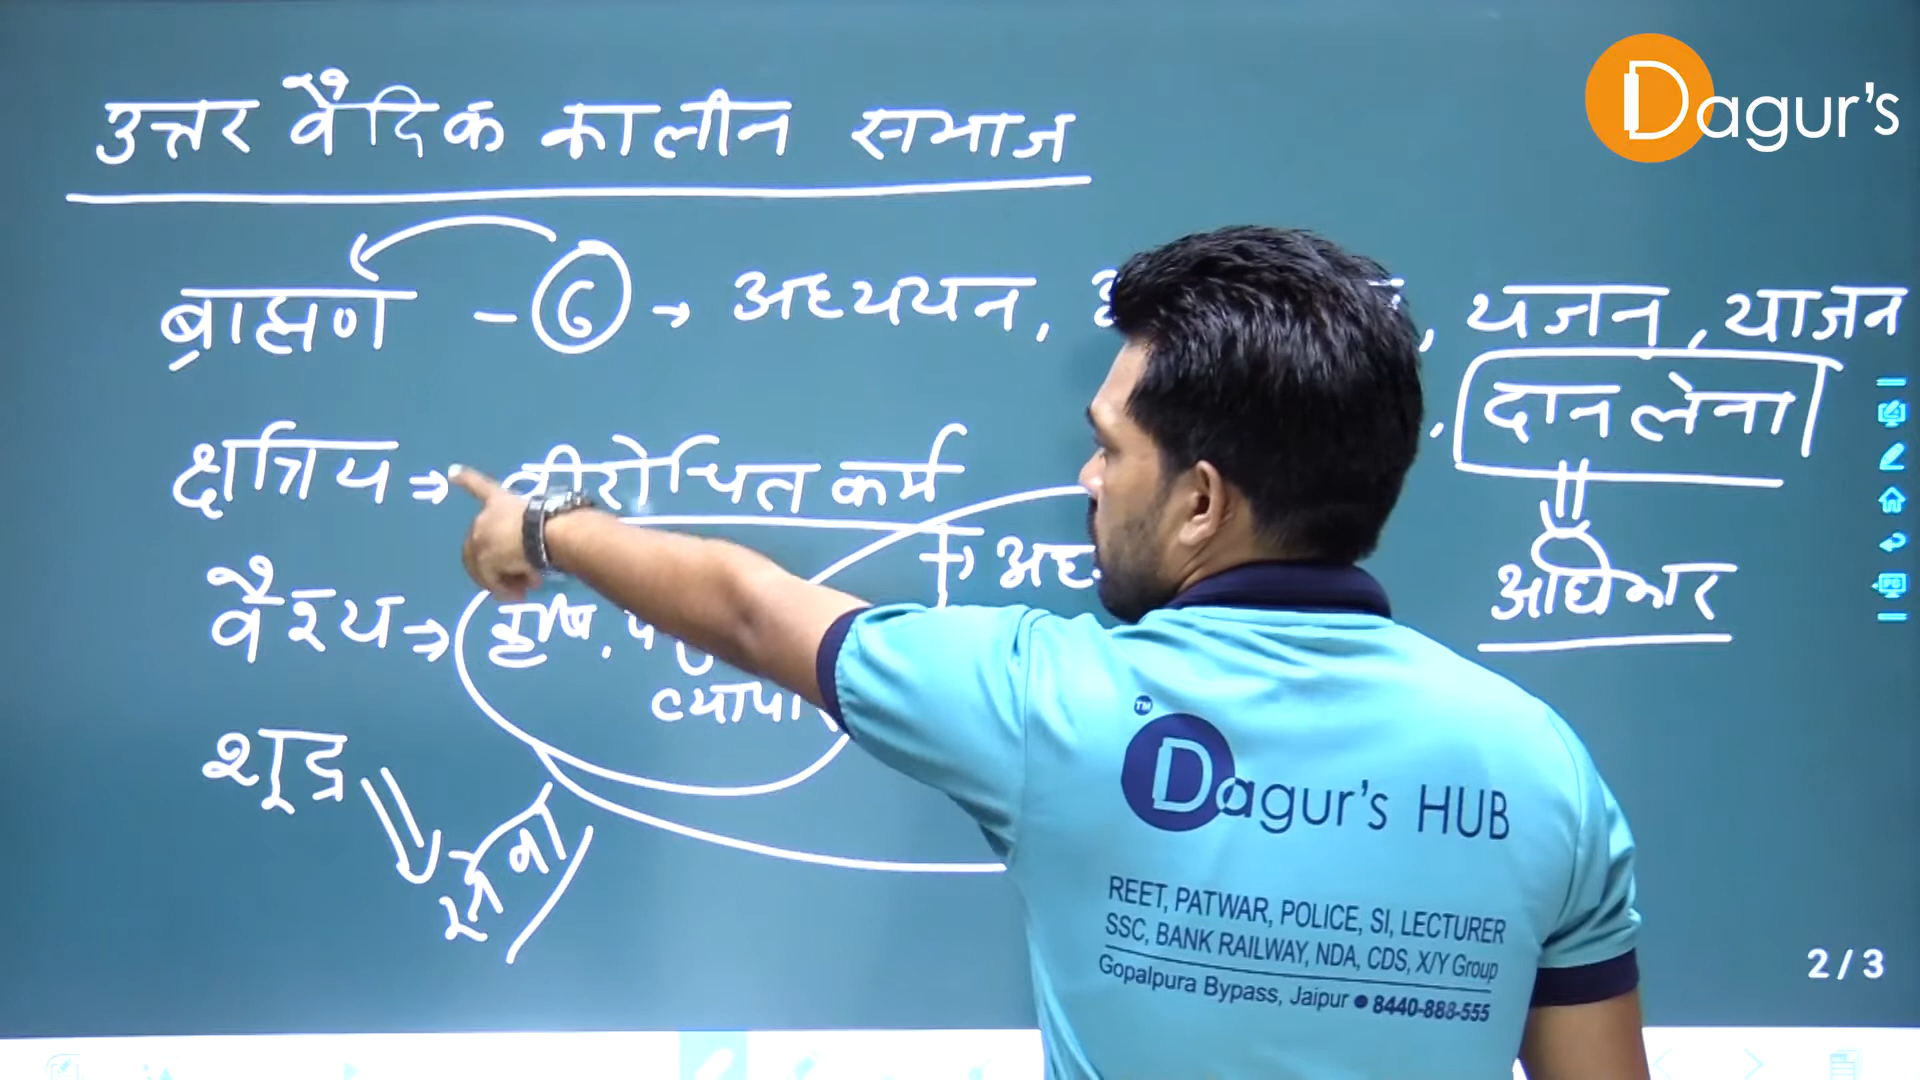 Dagur's
उत्तर वैदिक कालीन समाज
ब्राह्मण - 6 → अध्ययन, , यजन, याजन
, दान लेना
क्षत्रिय ⇒ वीरोचित कर्म
→ अध
अधिकार
वैश्य ⇒ कृषि,
व्यापा
शूद्र
सेवा
TM
Dagur's HUB
REET, PATWAR, POLICE, SI, LECTURER
SSC, BANK RAILWAY, NDA, CDS, X/Y Group
Gopalpura Bypass, Jaipur ● 8440-888-555
2 / 3